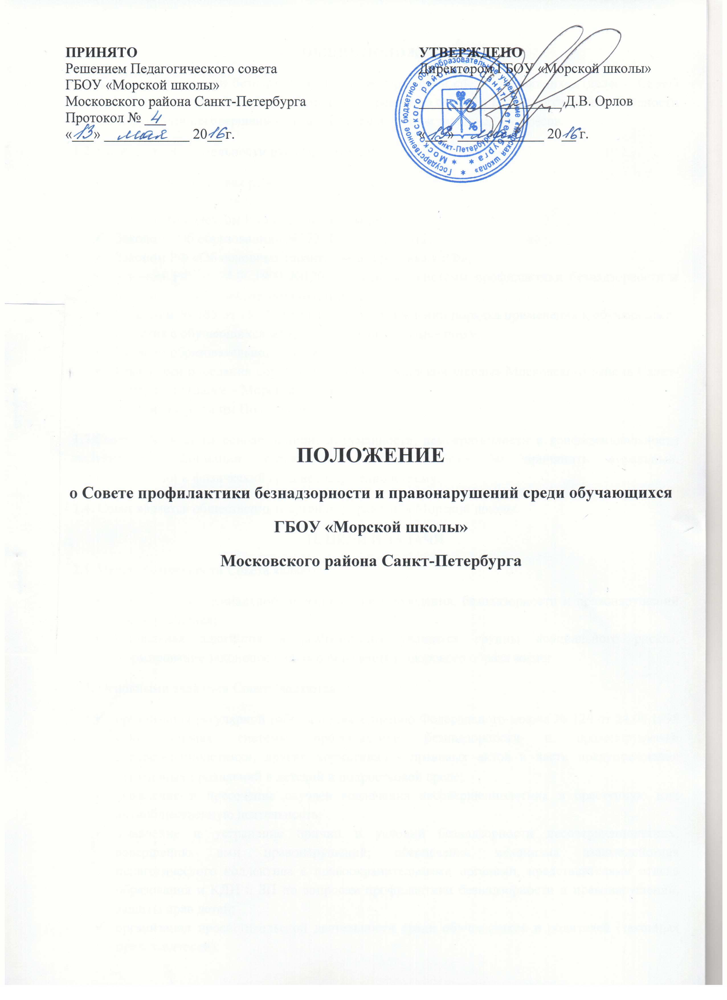 ПРИНЯТО
Решением Педагогического совета
ГБОУ «Морской школы»
Московского района Санкт-Петербурга
Протокол № 4
«13» мая 2016г.
УТВЕРЖДЕНО
Директором ГБОУ «Морской школы»
Д.В. Орлов
«19» мая 2016г.
Государственное бюджетное общеобразовательное учреждение «Морская школа»
Московского района г. Санкт-Петербурга
Санкт-Петербург
ПОЛОЖЕНИЕ
о Совете профилактики безнадзорности и правонарушений среди обучающихся
ГБОУ «Морской школы»
Московского района Санкт-Петербурга